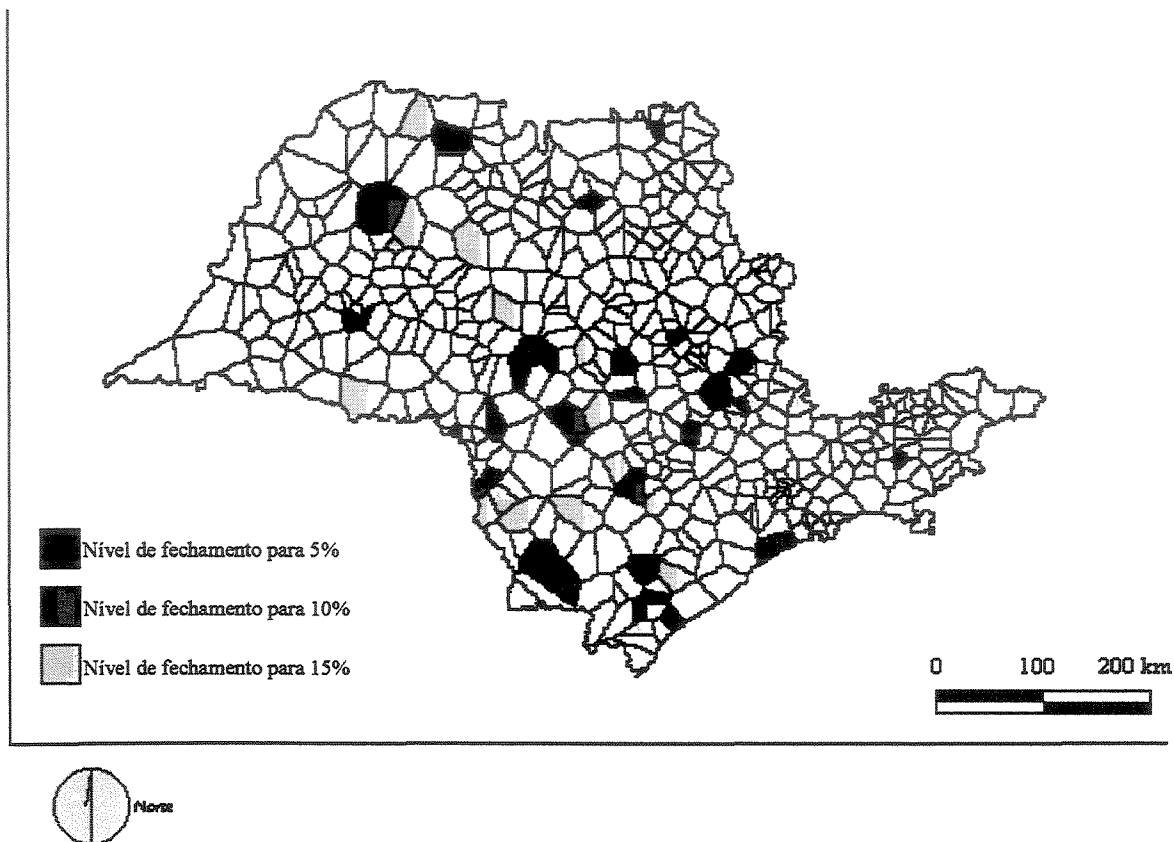 Nível de fechamento para 5%
Nível de fechamento para 10%
Nível de fechamento para 15%
0 100 200 km
Norte